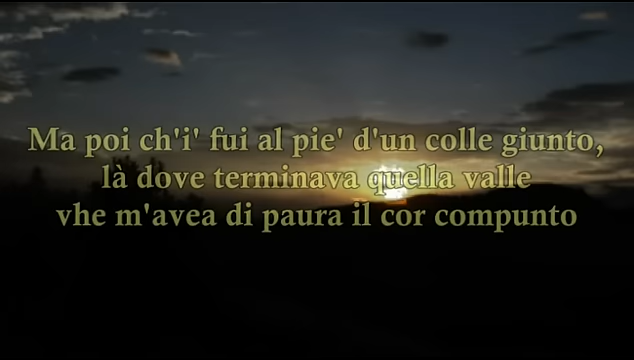 Ma poi ch'i' fui al pie' d'un colle giunto,
là dove terminava quella valle
vhe m'avea di paura il cor compunto